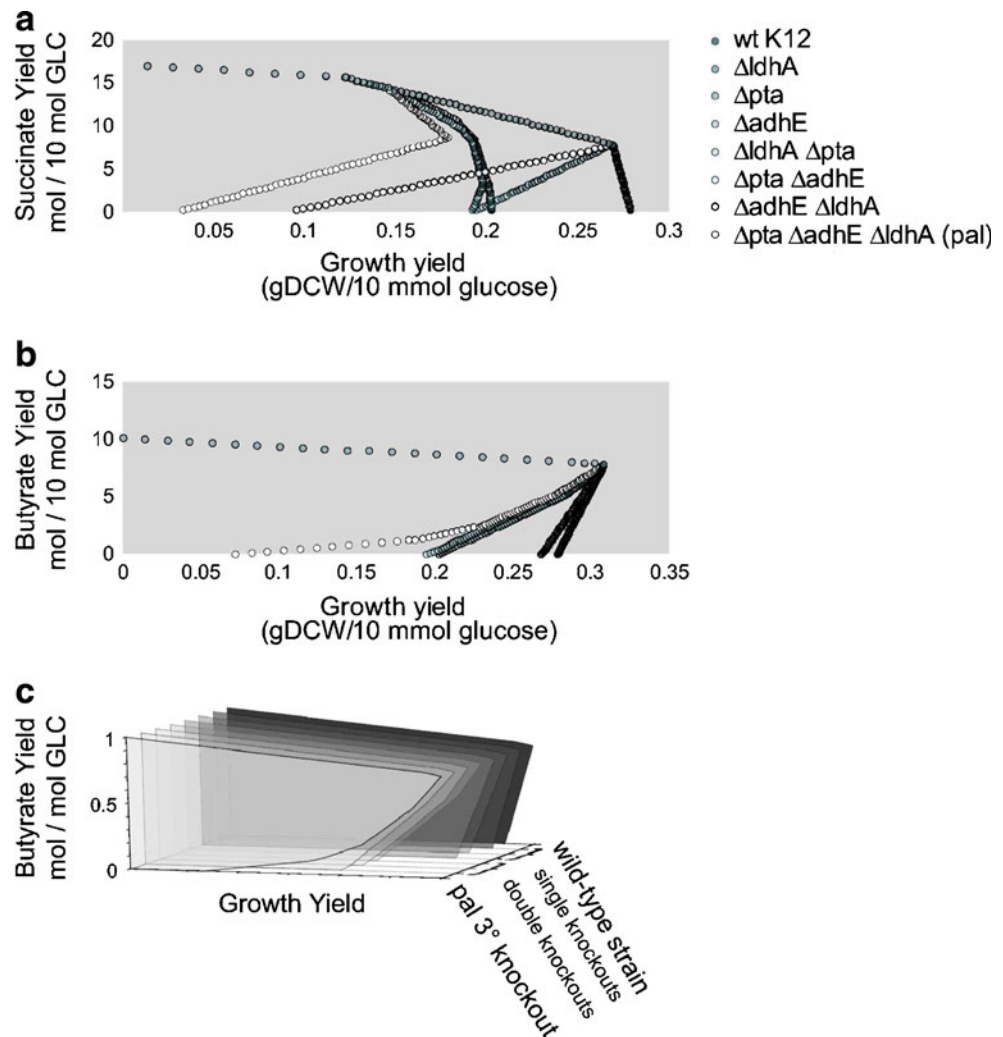 a
Succinate Yield
mol / 10 mol GLC
20
15
10
5
0
0.05
0.1
0.15
0.2
0.25
0.3
Growth yield
(gDCW/10 mmol glucose)
wt K12
ΔldhA
Δpta
ΔadhE
ΔldhA Δpta
Δpta ΔadhE
ΔadhE ΔldhA
Δpta ΔadhE ΔldhA (pal)
b
Butyrate Yield
mol / 10 mol GLC
15
10
5
0
0
0.05
0.1
0.15
0.2
0.25
0.3
0.35
Growth yield
(gDCW/10 mmol glucose)
c
Butyrate Yield
mol / mol GLC
1
0.5
0
Growth Yield
wild-type strain
single knockouts
double knockouts
pal 3° knockout